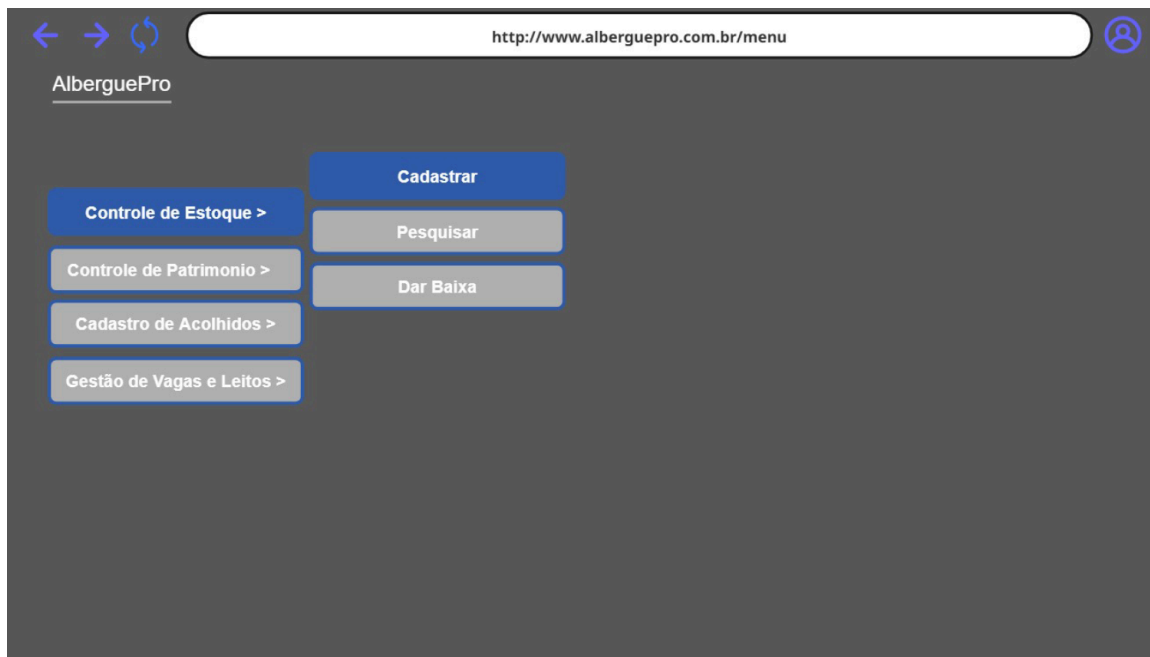 http://www.alberguepro.com.br/menu
AlberguePro
Controle de Estoque >
Controle de Patrimonio >
Cadastro de Acolhidos >
Gestão de Vagas e Leitos >
Cadastrar
Pesquisar
Dar Baixa